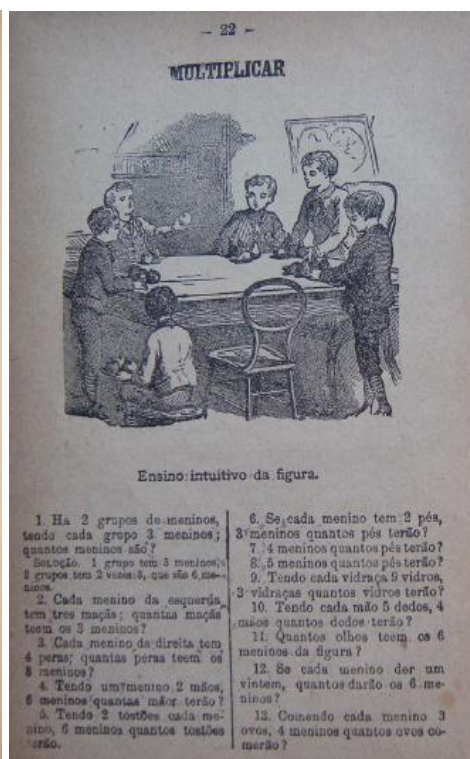 – 22 –
MULTIPLICAR
Ensino intuitivo da figura.
1. Ha 2 grupos de meninos,
tendo cada grupo 3 meninos;
quantos meninos são?
SOLUÇÃO. 1 grupo tem 3 meninos;
2 grupos tem 2 vezes 3, que são 6 me-
ninos.
2. Cada menino da esquerda
tem tres maçãs; quantas maçãs
teem os 3 meninos?
3. Cada menino da direita tem
4 peras; quantas peras teem os
3 meninos?
4. Tendo um menino 2 mãos,
6 meninos quantas mãos terão?
5. Tendo 2 tostões cada me-
nino, 6 meninos quantos tostões
terão.
6. Se cada menino tem 2 pés,
3 meninos quantos pés terão?
7. 4 meninos quantos pés terão?
8. 5 meninos quantos pés terão?
9. Tendo cada vidraça 9 vidros,
3 vidraças quantos vidros terão?
10. Tendo cada mão 5 dedos, 4
mãos quantos dedos terão?
11. Quantos olhos teem os 6
meninos da figura?
12. Se cada menino der um
vintem, quantos darão os 6 me-
ninos?
13. Comendo cada menino 3
ovos, 4 meninos quantos ovos co-
merão?